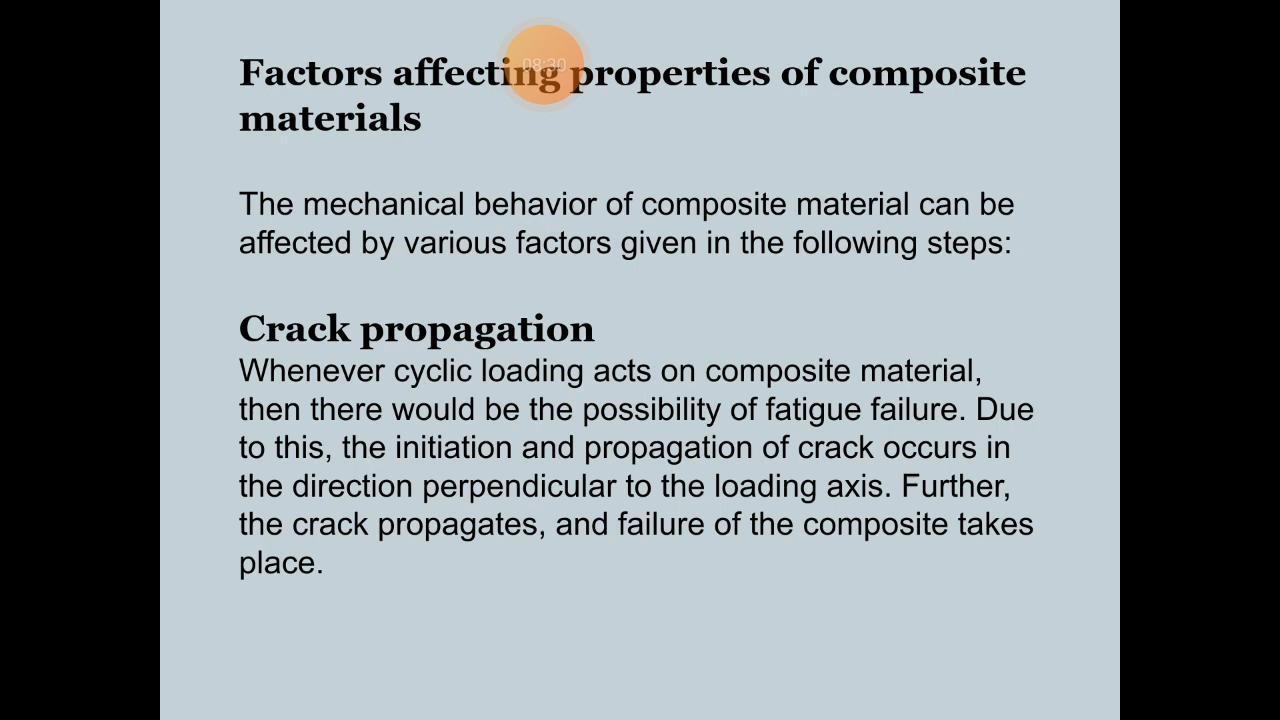 Factors affecting properties of composite
materials
08:30
The mechanical behavior of composite material can be
affected by various factors given in the following steps:
Crack propagation
Whenever cyclic loading acts on composite material,
then there would be the possibility of fatigue failure. Due
to this, the initiation and propagation of crack occurs in
the direction perpendicular to the loading axis. Further,
the crack propagates, and failure of the composite takes
place.